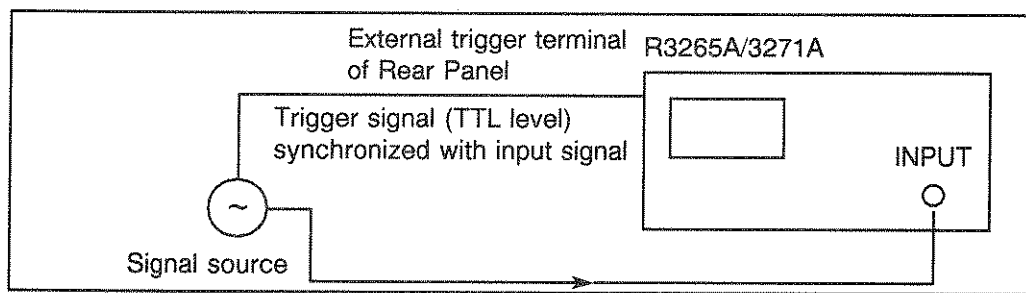 External trigger terminal
of Rear Panel
R3265A/3271A
Trigger signal (TTL level)
synchronized with input signal
INPUT
~
Signal source